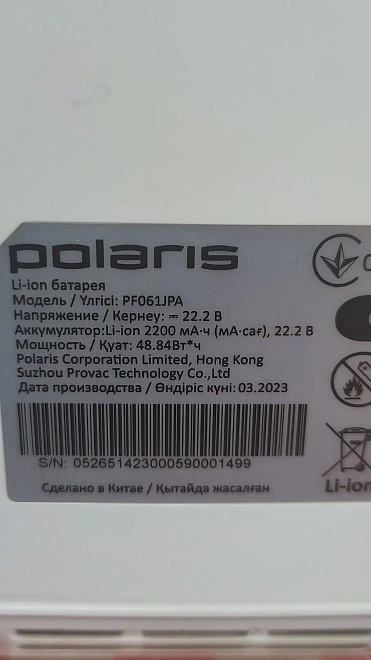 polaris
Li-ion батарея
Модель / Үлгісі: PF061JPA
Напряжение / Кернеу: ⎓ 22.2 В
Аккумулятор:Li-ion 2200 мА·ч (мА·сағ), 22.2 В
Мощность / Қуат: 48.84Вт*ч
Polaris Corporation Limited, Hong Kong
Suzhou Provac Technology Co.,Ltd
Дата производства / Өндіріс күні: 03.2023
S/N: 052651423000590001499
Сделано в Китае / Қытайда жасалған
Li-ion